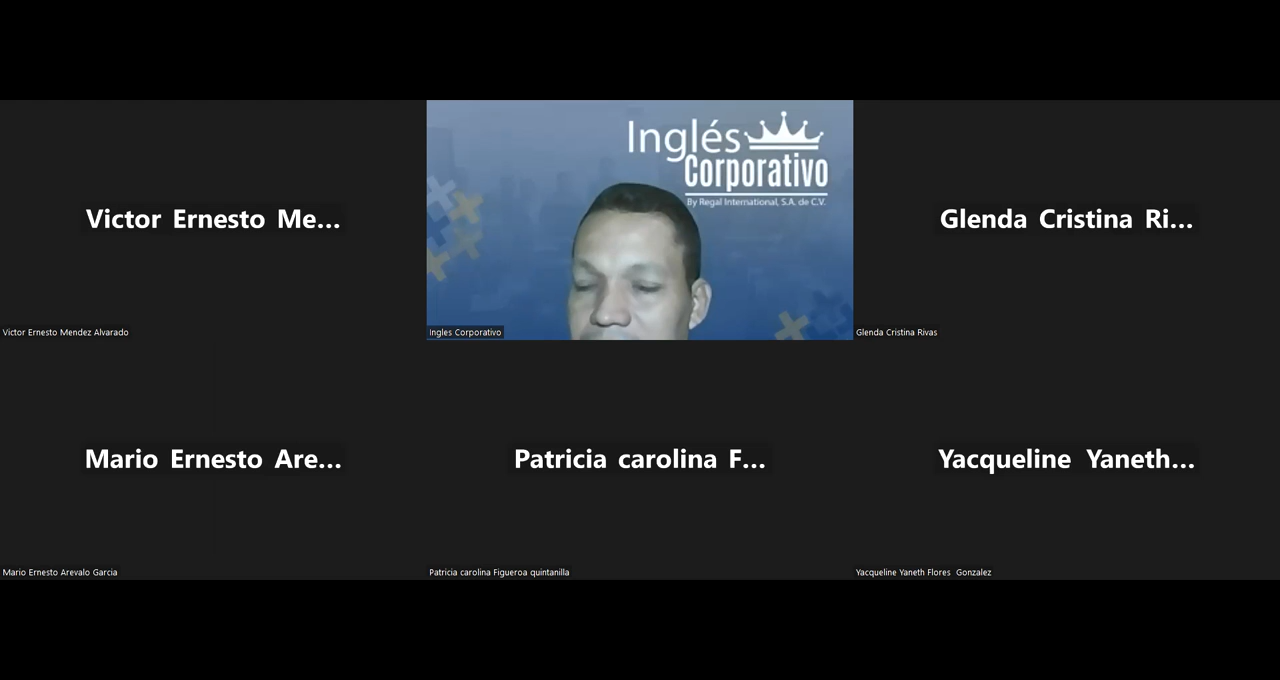 Victor Ernesto Me...
Victor Ernesto Mendez Alvarado
Inglés
Corporativo
By Regal International, S.A. de C.V.
Ingles Corporativo
Glenda Cristina Ri...
Glenda Cristina Rivas
Mario Ernesto Are...
Mario Ernesto Arevalo Garcia
Patricia carolina F...
Patricia carolina Figueroa quintanilla
Yacqueline Yaneth...
Yacqueline Yaneth Flores Gonzalez